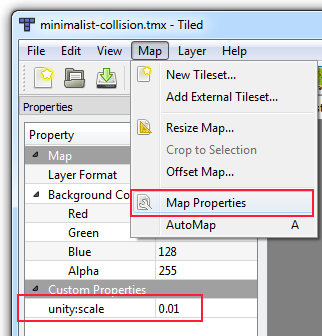 minimalist-collision.tmx - Tiled
File Edit View Map Layer Help
New Tileset...
Add External Tileset...
Resize Map...
Crop to Selection
Offset Map...
Map Properties
AutoMap A
Properties
Property
Map
Layer Format
Background Co
Red
Green
Blue 128
Alpha 255
Custom Properties
unity:scale 0.01